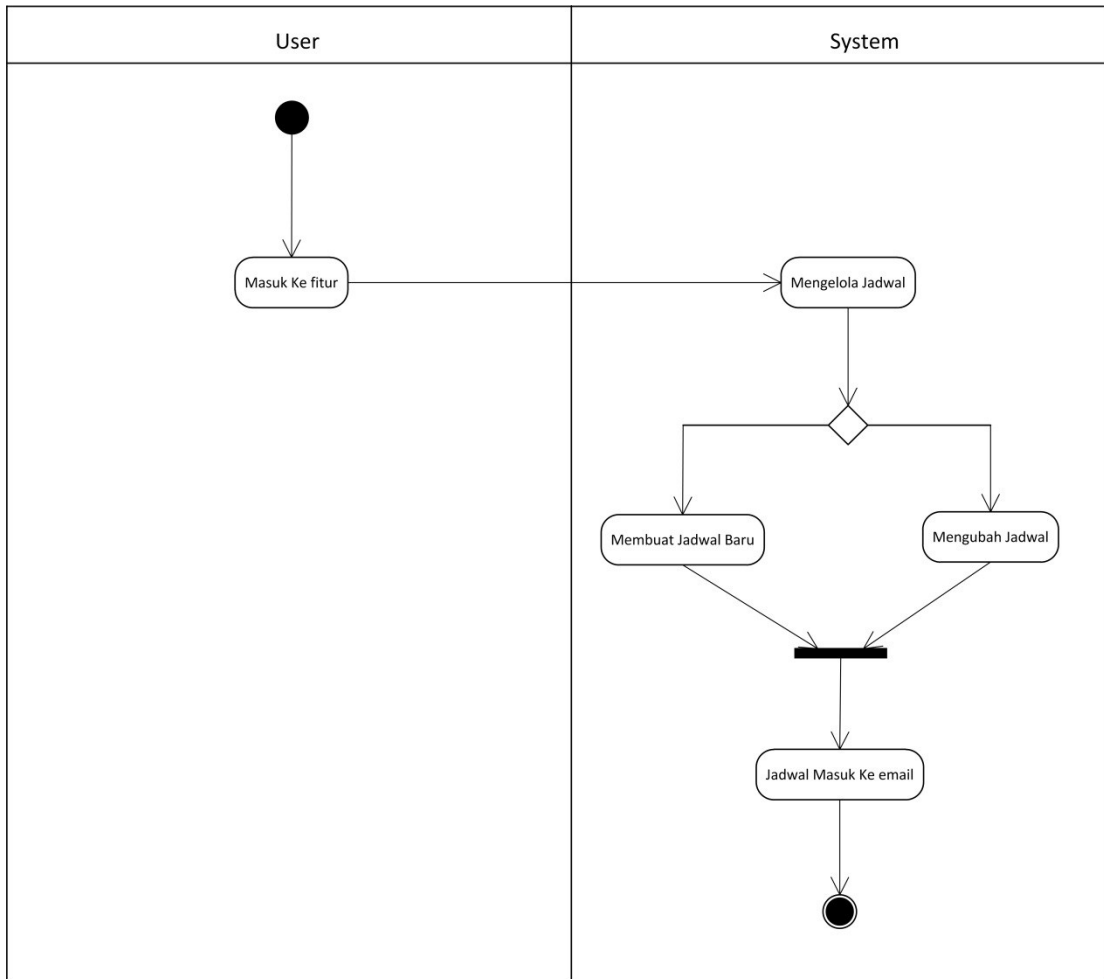 User
System
Masuk Ke fitur
Mengelola Jadwal
Membuat Jadwal Baru
Mengubah Jadwal
Jadwal Masuk Ke email